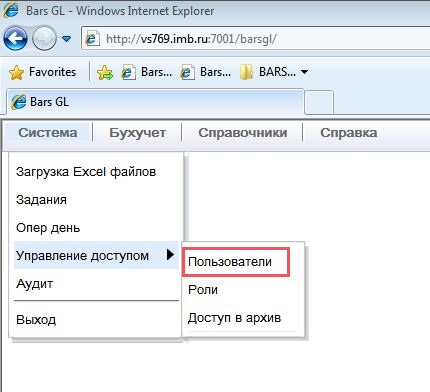 Bars GL - Windows Internet Explorer
http://vs769.imb.ru:7001/barsgl/
Favorites Bars... Bars... BARS...
Bars GL
Система Бухучет Справочники Справка
Загрузка Excel файлов
Задания
Опер день
Управление доступом
Аудит
Выход
Пользователи
Роли
Доступ в архив